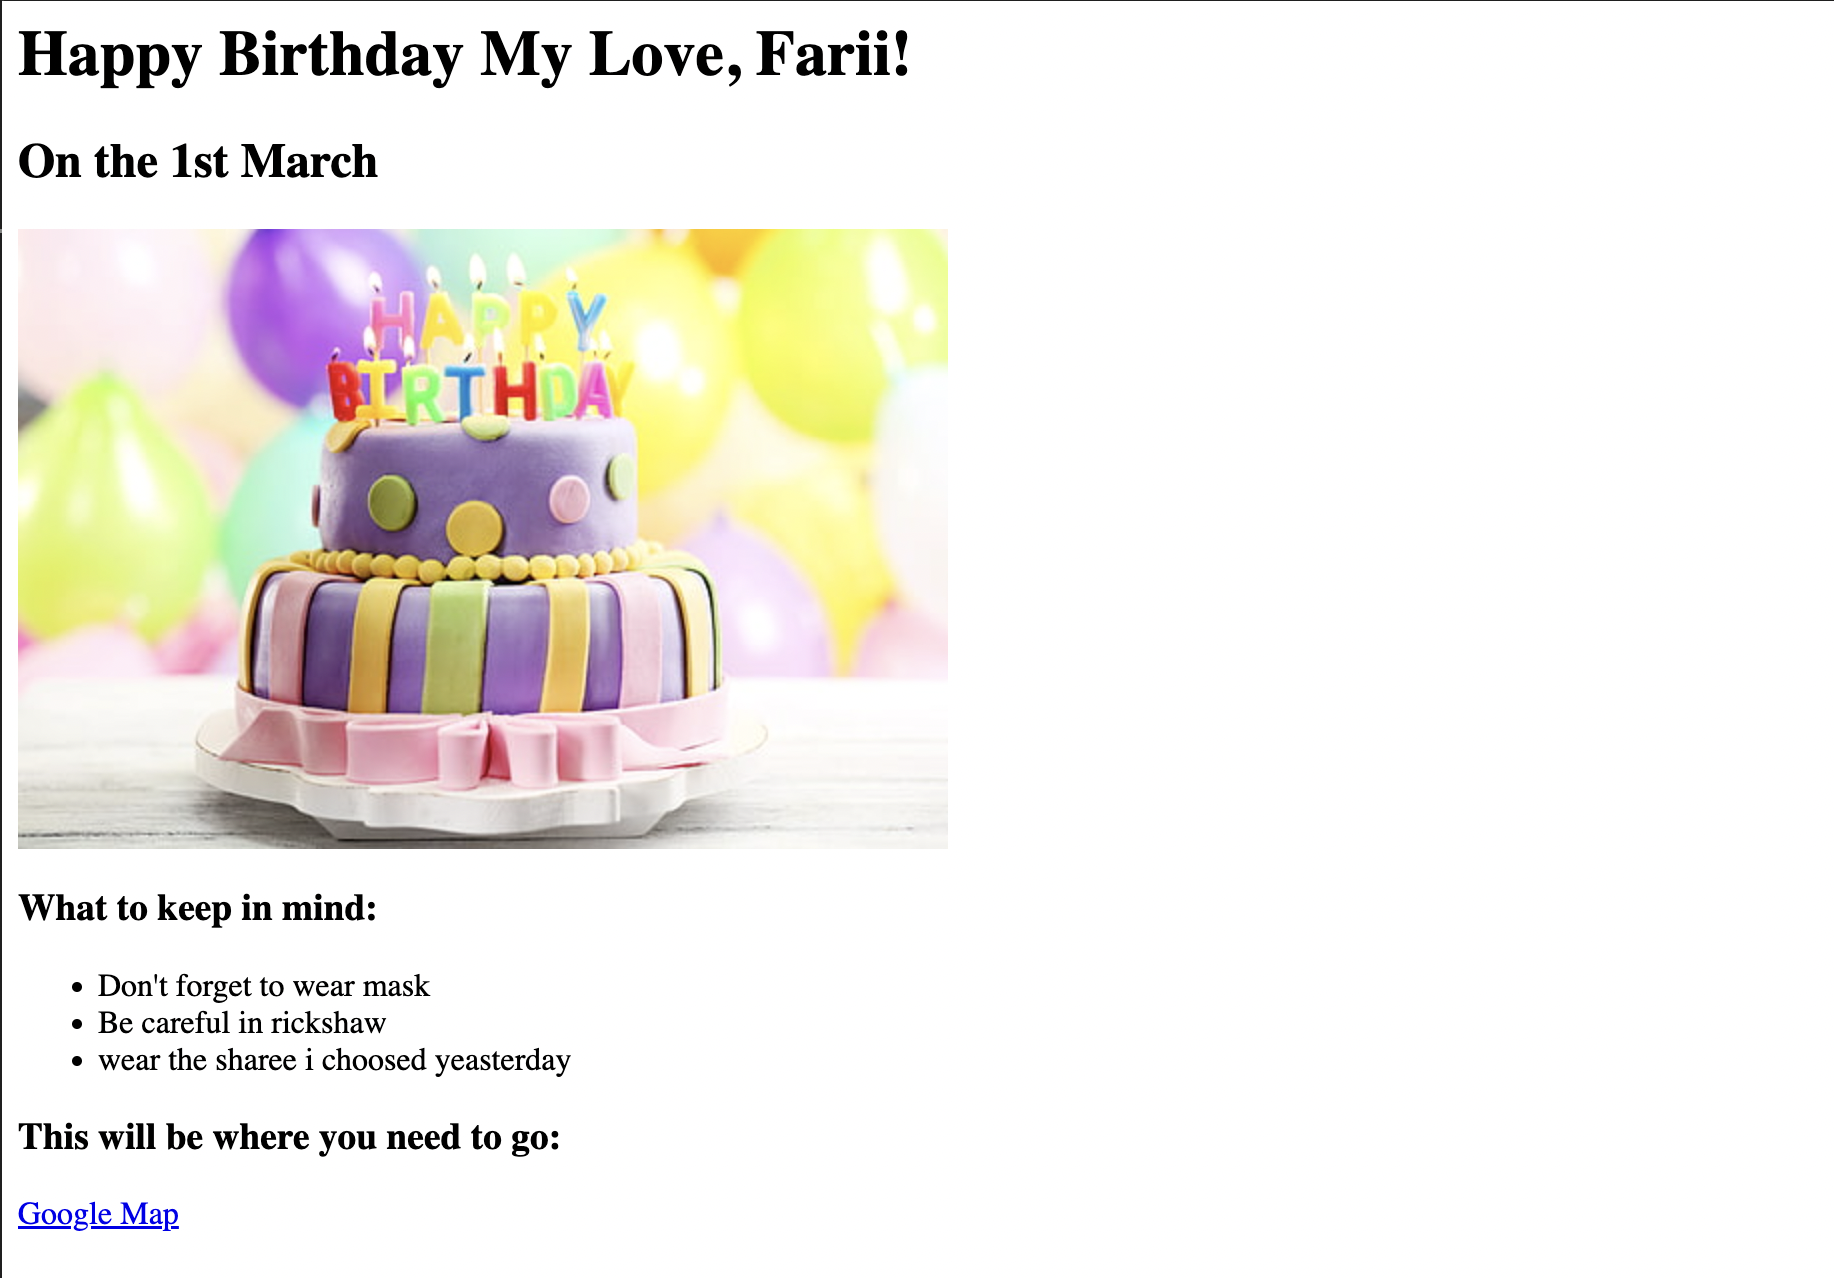 Happy Birthday My Love, Farii!
On the 1st March
HAPPY
BIRTHDAY
What to keep in mind:
Don't forget to wear mask
Be careful in rickshaw
wear the sharee i choosed yeasterday
This will be where you need to go:
Google Map